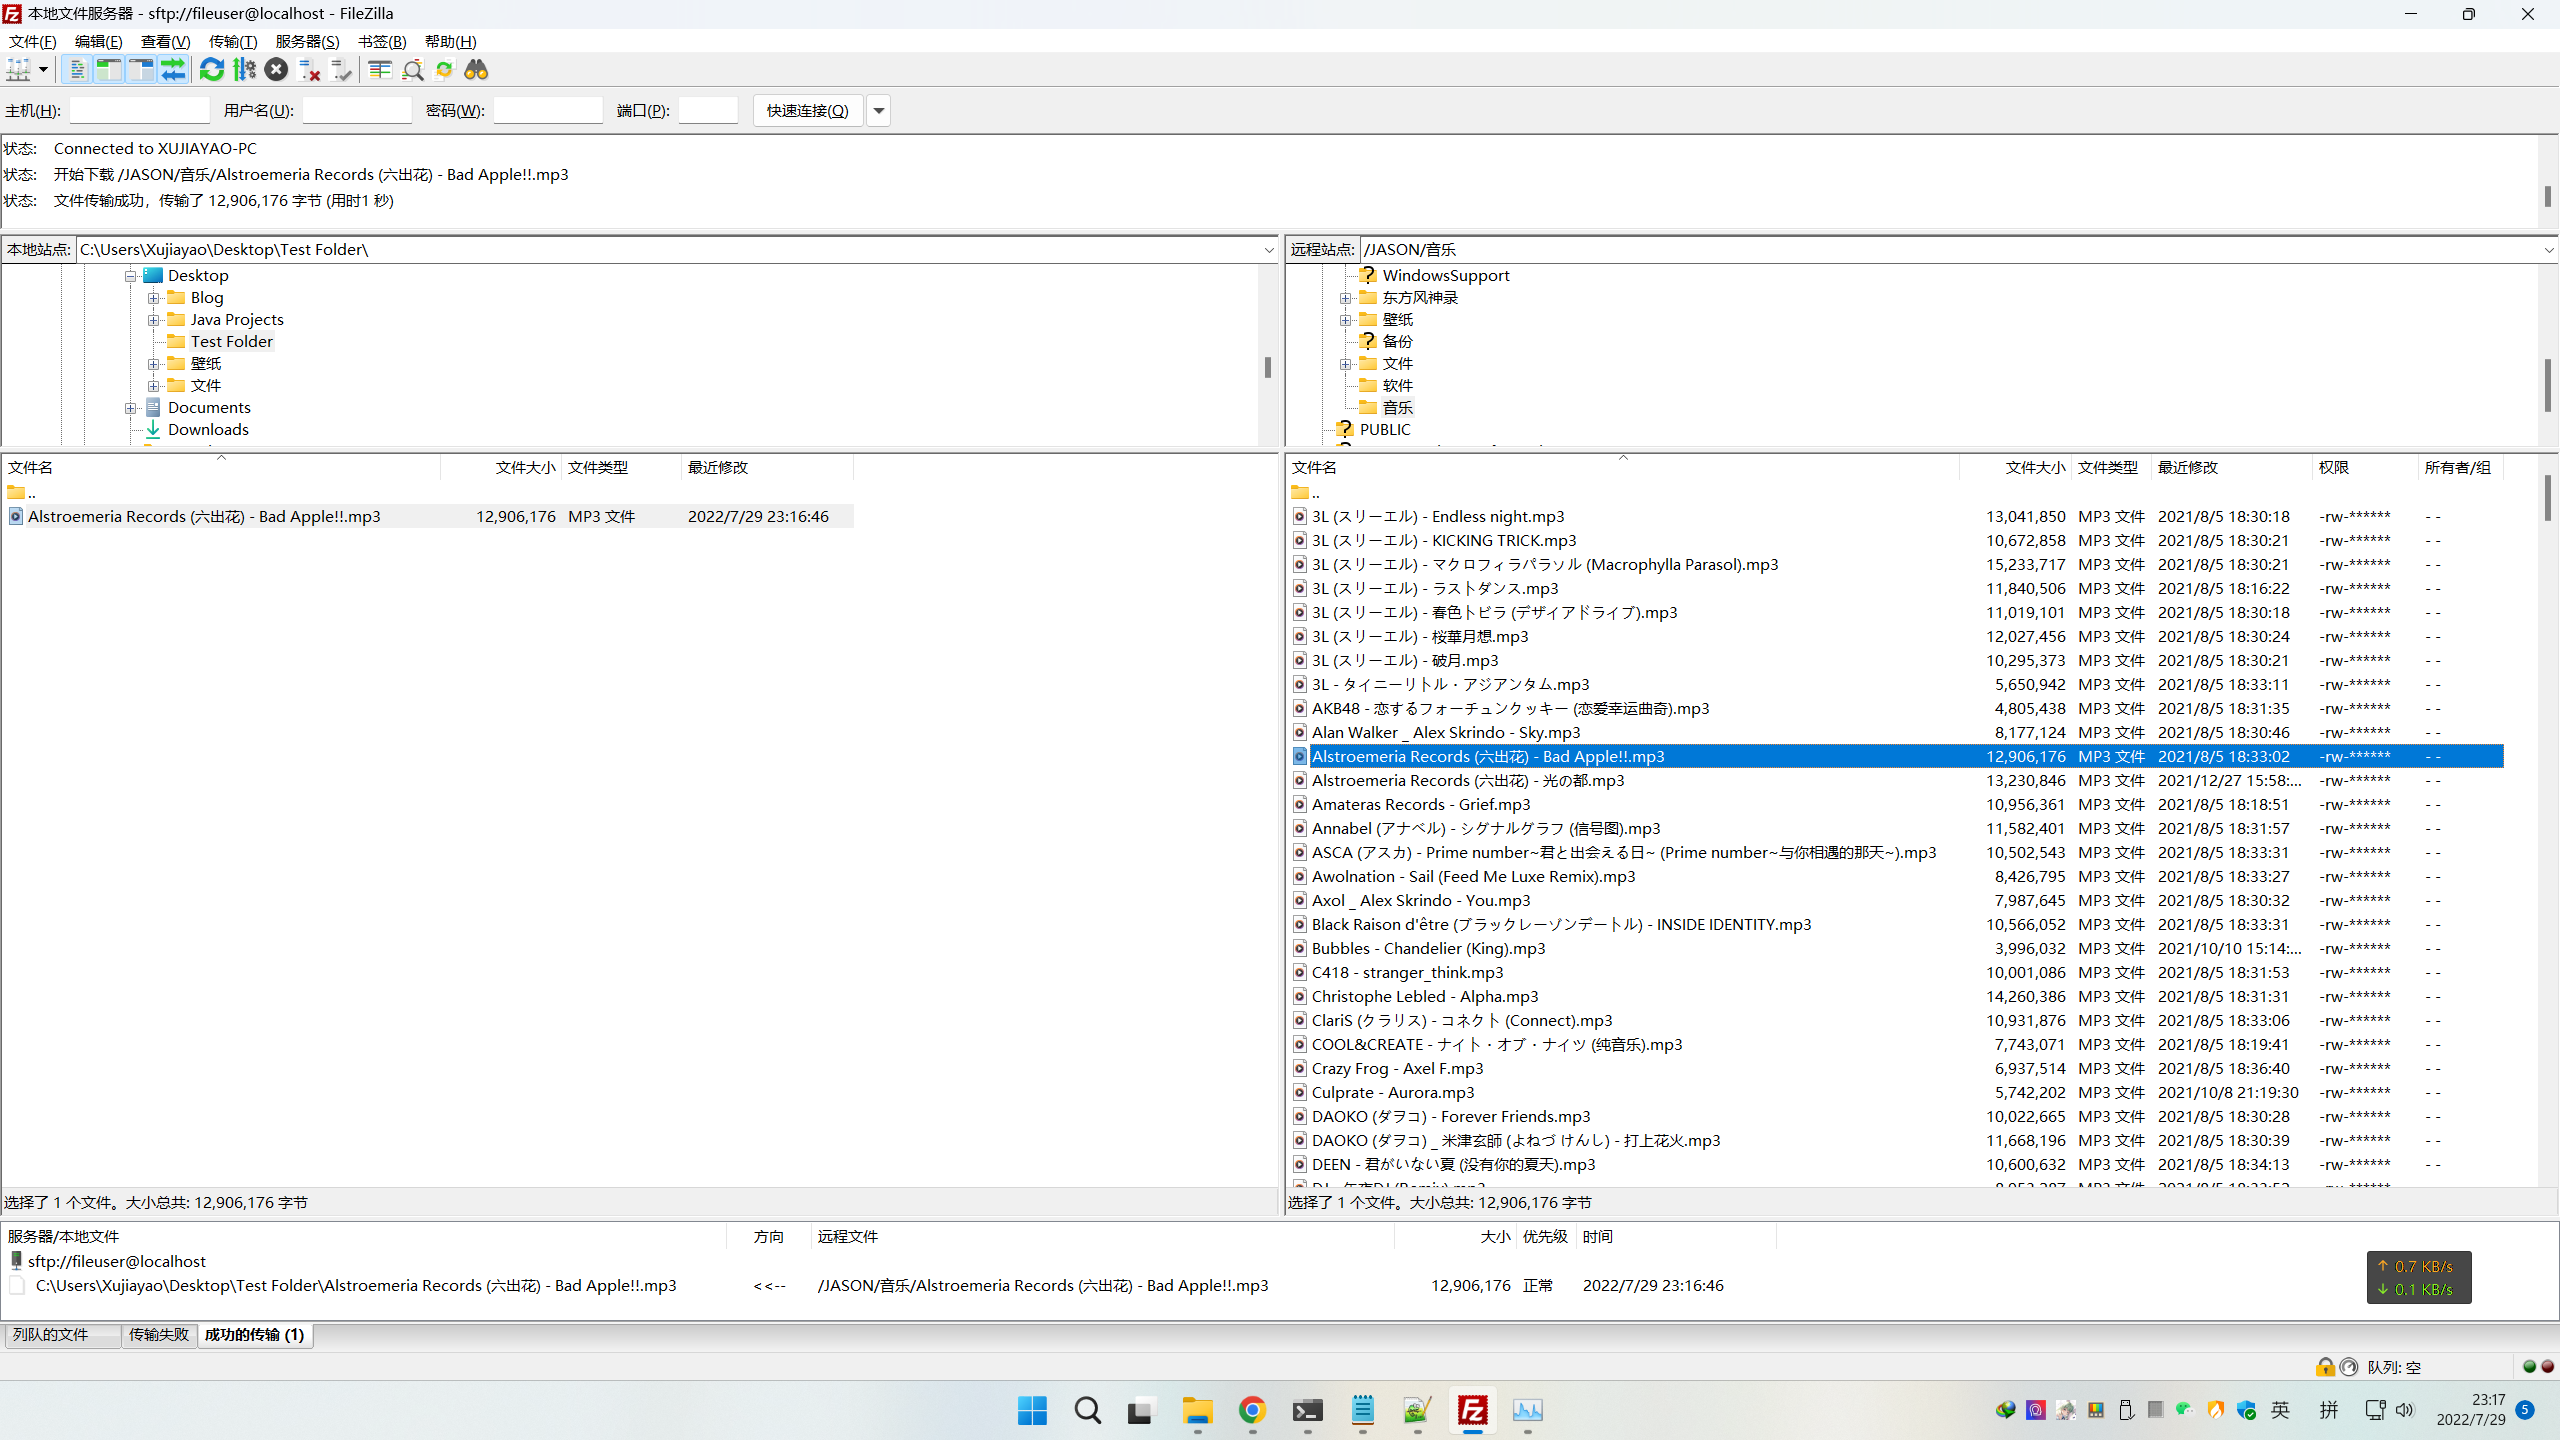 本地文件服务器 - sftp://fileuser@localhost - FileZilla
文件(F) 编辑(E) 查看(V) 传输(T) 服务器(S) 书签(B) 帮助(H)
主机(H): 用户名(U): 密码(W): 端口(P): 快速连接(Q)
状态: Connected to XUJIAYAO-PC
状态: 开始下载 /JASON/音乐/Alstroemeria Records (六出花) - Bad Apple!!.mp3
状态: 文件传输成功，传输了 12,906,176 字节 (用时1 秒)
本地站点: C:\Users\Xujiayao\Desktop\Test Folder\
Desktop
Blog
Java Projects
Test Folder
壁纸
文件
Documents
Downloads
远程站点: /JASON/音乐
WindowsSupport
东方风神录
壁纸
备份
文件
软件
音乐
PUBLIC
文件名 文件大小 文件类型 最近修改
..
Alstroemeria Records (六出花) - Bad Apple!!.mp3 12,906,176 MP3 文件 2022/7/29 23:16:46
选择了 1 个文件。大小总共: 12,906,176 字节
文件名 文件大小 文件类型 最近修改 权限 所有者/组
..
3L (スリーエル) - Endless night.mp3 13,041,850 MP3 文件 2021/8/5 18:30:18 -rw-****** - -
3L (スリーエル) - KICKING TRICK.mp3 10,672,858 MP3 文件 2021/8/5 18:30:21 -rw-****** - -
3L (スリーエル) - マクロフィラパラソル (Macrophylla Parasol).mp3 15,233,717 MP3 文件 2021/8/5 18:30:21 -rw-****** - -
3L (スリーエル) - ラストダンス.mp3 11,840,506 MP3 文件 2021/8/5 18:16:22 -rw-****** - -
3L (スリーエル) - 春色トビラ (デザイアドライブ).mp3 11,019,101 MP3 文件 2021/8/5 18:30:18 -rw-****** - -
3L (スリーエル) - 桜華月想.mp3 12,027,456 MP3 文件 2021/8/5 18:30:24 -rw-****** - -
3L (スリーエル) - 破月.mp3 10,295,373 MP3 文件 2021/8/5 18:30:21 -rw-****** - -
3L - タイニーリトル・アジアンタム.mp3 5,650,942 MP3 文件 2021/8/5 18:33:11 -rw-****** - -
AKB48 - 恋するフォーチュンクッキー (恋爱幸运曲奇).mp3 4,805,438 MP3 文件 2021/8/5 18:31:35 -rw-****** - -
Alan Walker _ Alex Skrindo - Sky.mp3 8,177,124 MP3 文件 2021/8/5 18:30:46 -rw-****** - -
Alstroemeria Records (六出花) - Bad Apple!!.mp3 12,906,176 MP3 文件 2021/8/5 18:33:02 -rw-****** - -
Alstroemeria Records (六出花) - 光の都.mp3 13,230,846 MP3 文件 2021/12/27 15:58:... -rw-****** - -
Amateras Records - Grief.mp3 10,956,361 MP3 文件 2021/8/5 18:18:51 -rw-****** - -
Annabel (アナベル) - シグナルグラフ (信号图).mp3 11,582,401 MP3 文件 2021/8/5 18:31:57 -rw-****** - -
ASCA (アスカ) - Prime number~君と出会える日~ (Prime number~与你相遇的那天~).mp3 10,502,543 MP3 文件 2021/8/5 18:33:31 -rw-****** - -
Awolnation - Sail (Feed Me Luxe Remix).mp3 8,426,795 MP3 文件 2021/8/5 18:33:27 -rw-****** - -
Axol _ Alex Skrindo - You.mp3 7,987,645 MP3 文件 2021/8/5 18:30:32 -rw-****** - -
Black Raison d'être (ブラックレーゾンデートル) - INSIDE IDENTITY.mp3 10,566,052 MP3 文件 2021/8/5 18:33:31 -rw-****** - -
Bubbles - Chandelier (King).mp3 3,996,032 MP3 文件 2021/10/10 15:14:... -rw-****** - -
C418 - stranger_think.mp3 10,001,086 MP3 文件 2021/8/5 18:31:53 -rw-****** - -
Christophe Lebled - Alpha.mp3 14,260,386 MP3 文件 2021/8/5 18:31:31 -rw-****** - -
ClariS (クラリス) - コネクト (Connect).mp3 10,931,876 MP3 文件 2021/8/5 18:33:06 -rw-****** - -
COOL&CREATE - ナイト・オブ・ナイツ (纯音乐).mp3 7,743,071 MP3 文件 2021/8/5 18:19:41 -rw-****** - -
Crazy Frog - Axel F.mp3 6,937,514 MP3 文件 2021/8/5 18:36:40 -rw-****** - -
Culprate - Aurora.mp3 5,742,202 MP3 文件 2021/10/8 21:19:30 -rw-****** - -
DAOKO (ダヲコ) - Forever Friends.mp3 10,022,665 MP3 文件 2021/8/5 18:30:28 -rw-****** - -
DAOKO (ダヲコ) _ 米津玄師 (よねづ けんし) - 打上花火.mp3 11,668,196 MP3 文件 2021/8/5 18:30:39 -rw-****** - -
DEEN - 君がいない夏 (没有你的夏天).mp3 10,600,632 MP3 文件 2021/8/5 18:34:13 -rw-****** - -
选择了 1 个文件。大小总共: 12,906,176 字节
服务器/本地文件 方向 远程文件 大小 优先级 时间
sftp://fileuser@localhost
C:\Users\Xujiayao\Desktop\Test Folder\Alstroemeria Records (六出花) - Bad Apple!!.mp3 <<-- /JASON/音乐/Alstroemeria Records (六出花) - Bad Apple!!.mp3 12,906,176 正常 2022/7/29 23:16:46
↑ 0.7 KB/s
↓ 0.1 KB/s
列队的文件 传输失败 成功的传输 (1)
队列: 空
英 拼 23:17 5
2022/7/29